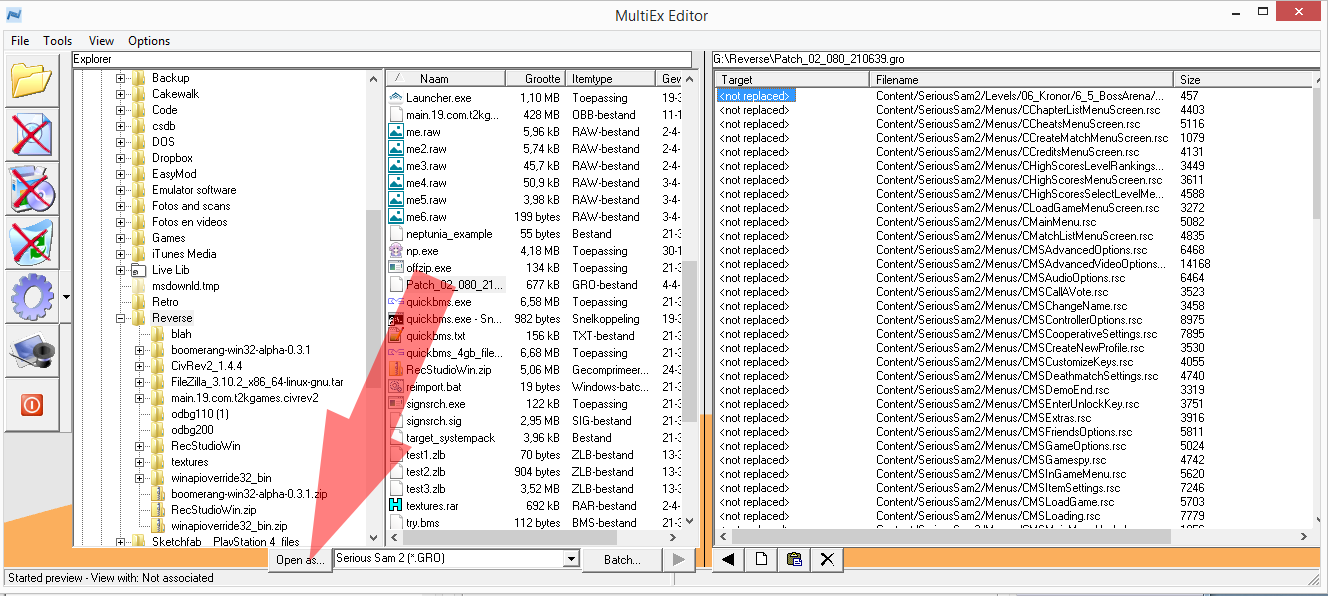 MultiEx Editor
File Tools View Options
Explorer
Backup
Cakewalk
Code
csdb
DOS
Dropbox
EasyMod
Emulator software
Fotos and scans
Fotos en videos
Games
iTunes Media
Live Lib
msdownld.tmp
Retro
Reverse
blah
boomerang-win32-alpha-0.3.1
CivRev2_1.4.4
FileZilla_3.10.2_x86_64-linux-gnu.tar
main.19.com.t2kgames.civrev2
odbg110 (1)
odbg200
RecStudioWin
textures
winapioverride32_bin
boomerang-win32-alpha-0.3.1.zip
RecStudioWin.zip
winapioverride32_bin.zip
Sketchfab PlayStation 4 files
Naam Grootte Itemtype Gew
Launcher.exe 1,10 MB Toepassing 19-3
main.19.com.t2kg... 428 MB OBB-bestand 11-1
me.raw 5,96 kB RAW-bestand 2-4-
me2.raw 5,74 kB RAW-bestand 2-4-
me3.raw 45,7 kB RAW-bestand 2-4-
me4.raw 50,9 kB RAW-bestand 3-4-
me5.raw 3,98 kB RAW-bestand 3-4-
me6.raw 199 bytes RAW-bestand 3-4-
neptunia_example 55 bytes Bestand 21-3
np.exe 4,18 MB Toepassing 30-1
offzip.exe 134 kB Toepassing 21-3
Patch_02_080_21... 677 kB GRO-bestand 4-4-
quickbms.exe 6,58 MB Toepassing 21-3
quickbms.exe - Sn... 982 bytes Snelkoppeling 19-3
quickbms.txt 156 kB TXT-bestand 21-3
quickbms_4gb_file... 6,68 MB Toepassing 21-3
RecStudioWin.zip 5,06 MB Gecomprimeer... 21-3
reimport.bat 19 bytes Windows-batc... 21-3
signsrch.exe 122 kB Toepassing 21-3
signsrch.sig 2,95 MB SIG-bestand 21-3
target_systempack 3,96 kB Bestand 21-3
test1.zlb 70 bytes ZLB-bestand 13-3
test2.zlb 904 bytes ZLB-bestand 13-3
test3.zlb 3,52 MB ZLB-bestand 13-3
textures.rar 692 kB RAR-bestand 2-4-
try.bms 112 bytes BMS-bestand 21-3
Open as... Serious Sam 2 (*.GRO) Batch...
G:\Reverse\Patch_02_080_210639.gro
Target Filename Size
<not replaced> Content/SeriousSam2/Levels/06_Kronor/6_5_BossArena/... 457
<not replaced> Content/SeriousSam2/Menus/CChapterListMenuScreen.rsc 4403
<not replaced> Content/SeriousSam2/Menus/CCheatsMenuScreen.rsc 5116
<not replaced> Content/SeriousSam2/Menus/CCreateMatchMenuScreen.rsc 1079
<not replaced> Content/SeriousSam2/Menus/CCreditsMenuScreen.rsc 4131
<not replaced> Content/SeriousSam2/Menus/CHighScoresLevelRankings... 3449
<not replaced> Content/SeriousSam2/Menus/CHighScoresMenuScreen.rsc 3611
<not replaced> Content/SeriousSam2/Menus/CHighScoresSelectLevelMe... 4588
<not replaced> Content/SeriousSam2/Menus/CLoadGameMenuScreen.rsc 3272
<not replaced> Content/SeriousSam2/Menus/CMainMenu.rsc 5082
<not replaced> Content/SeriousSam2/Menus/CMatchListMenuScreen.rsc 4835
<not replaced> Content/SeriousSam2/Menus/CMSAdvancedOptions.rsc 6468
<not replaced> Content/SeriousSam2/Menus/CMSAdvancedVideoOptions... 14168
<not replaced> Content/SeriousSam2/Menus/CMSAudioOptions.rsc 6464
<not replaced> Content/SeriousSam2/Menus/CMSCallAVote.rsc 3523
<not replaced> Content/SeriousSam2/Menus/CMSChangeName.rsc 3458
<not replaced> Content/SeriousSam2/Menus/CMSControllerOptions.rsc 8975
<not replaced> Content/SeriousSam2/Menus/CMSCooperativeSettings.rsc 7895
<not replaced> Content/SeriousSam2/Menus/CMSCreateNewProfile.rsc 3530
<not replaced> Content/SeriousSam2/Menus/CMSCustomizeKeys.rsc 4055
<not replaced> Content/SeriousSam2/Menus/CMSDeathmatchSettings.rsc 4740
<not replaced> Content/SeriousSam2/Menus/CMSDemoEnd.rsc 3319
<not replaced> Content/SeriousSam2/Menus/CMSEnterUnlockKey.rsc 3751
<not replaced> Content/SeriousSam2/Menus/CMSExtras.rsc 3916
<not replaced> Content/SeriousSam2/Menus/CMSFriendsOptions.rsc 5811
<not replaced> Content/SeriousSam2/Menus/CMSGameOptions.rsc 5024
<not replaced> Content/SeriousSam2/Menus/CMSGamespy.rsc 4742
<not replaced> Content/SeriousSam2/Menus/CMSInGameMenu.rsc 5620
<not replaced> Content/SeriousSam2/Menus/CMSItemSettings.rsc 7246
<not replaced> Content/SeriousSam2/Menus/CMSLoadGame.rsc 5703
<not replaced> Content/SeriousSam2/Menus/CMSLoading.rsc 7779
Started preview - View with: Not associated